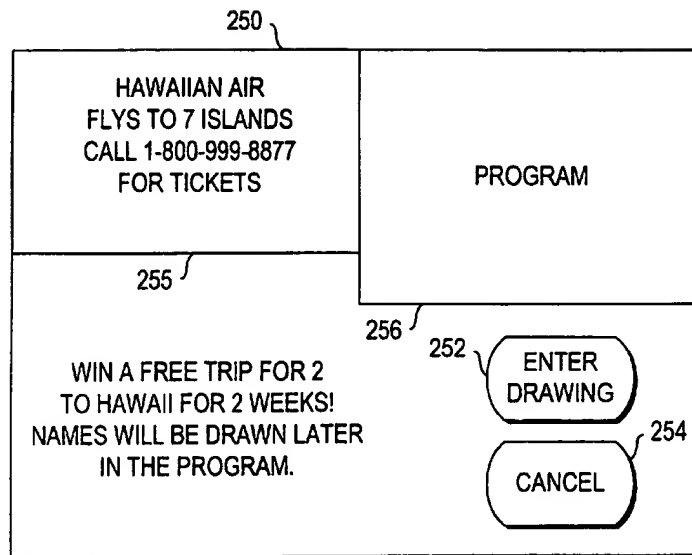 250
HAWAIIAN AIR
FLYS TO 7 ISLANDS
CALL 1-800-999-8877
FOR TICKETS
PROGRAM
255
256
WIN A FREE TRIP FOR 2
TO HAWAII FOR 2 WEEKS!
NAMES WILL BE DRAWN LATER
IN THE PROGRAM.
252
ENTER
DRAWING
254
CANCEL